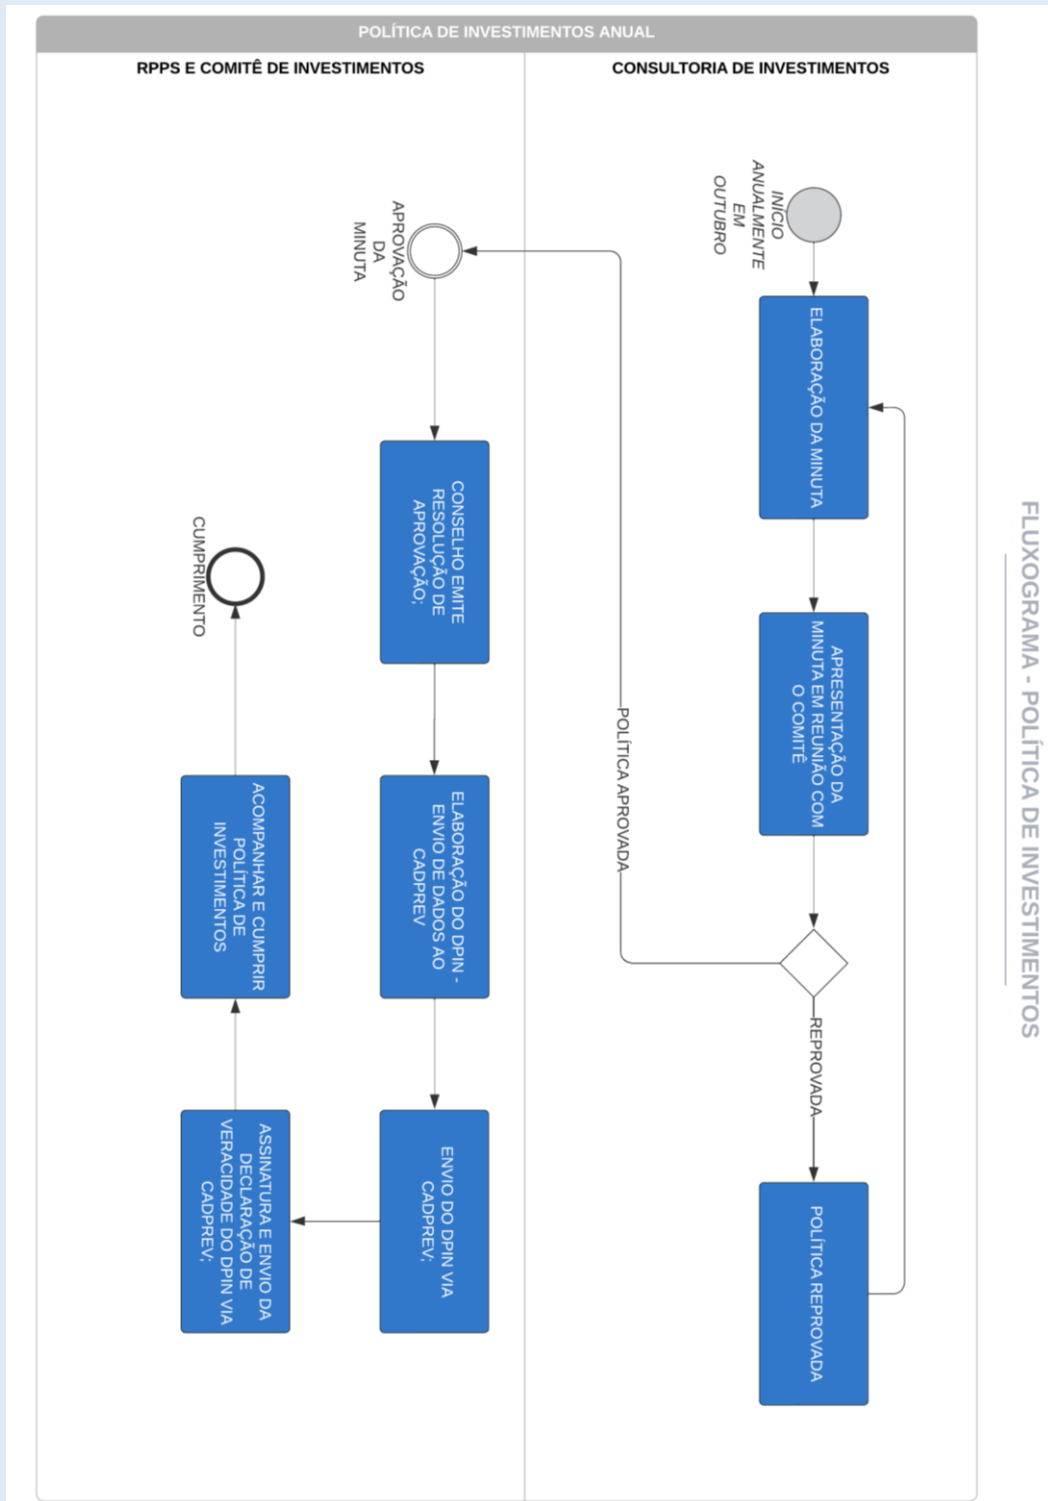 FLUXOGRAMA - POLÍTICA DE INVESTIMENTOS
POLÍTICA DE INVESTIMENTOS ANUAL
CONSULTORIA DE INVESTIMENTOS
INÍCIO
ANUALMENTE
EM
OUTUBRO
ELABORAÇÃO DA MINUTA
APRESENTAÇÃO DA
MINUTA EM REUNIÃO COM
O COMITÊ
REPROVADA
POLÍTICA REPROVADA
POLÍTICA APROVADA
RPPS E COMITÊ DE INVESTIMENTOS
APROVAÇÃO
DA
MINUTA
CONSELHO EMITE
RESOLUÇÃO DE
APROVAÇÃO;
ELABORAÇÃO DO DPIN -
ENVIO DE DADOS AO
CADPREV
ENVIO DO DPIN VIA
CADPREV;
ASSINATURA E ENVIO DA
DECLARAÇÃO DE
VERACIDADE DO DPIN VIA
CADPREV;
ACOMPANHAR E CUMPRIR
POLÍTICA DE
INVESTIMENTOS
CUMPRIMENTO